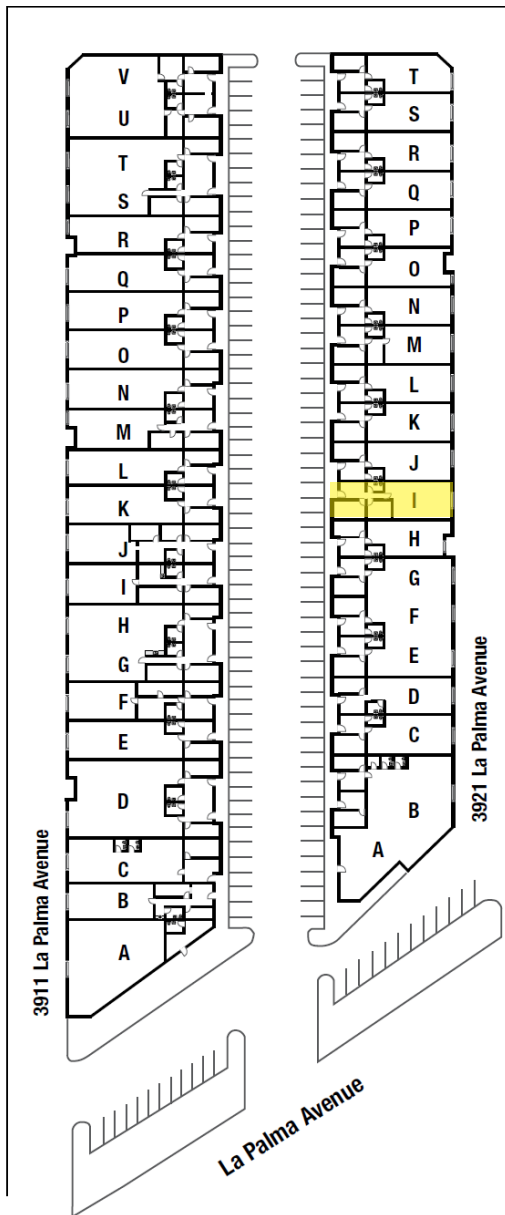 V
U
T
S
R
Q
P
O
N
M
L
K
J
I
H
G
F
E
D
C
B
A
3911 La Palma Avenue
T
S
R
Q
P
O
N
M
L
K
J
I
H
G
F
E
D
C
B
A
3921 La Palma Avenue
La Palma Avenue